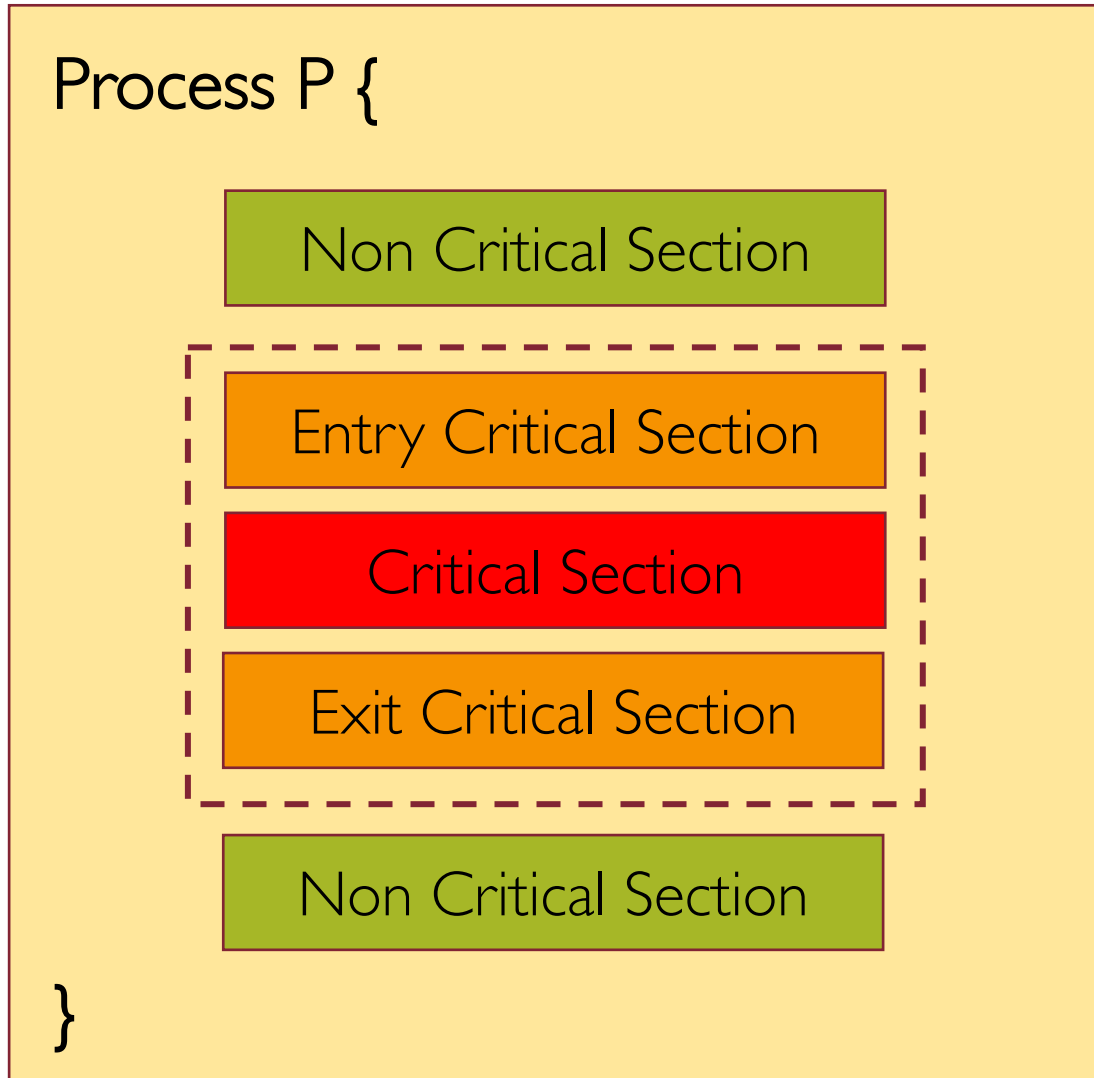 Process P {
Non Critical Section
Entry Critical Section
Critical Section
Exit Critical Section
Non Critical Section
}